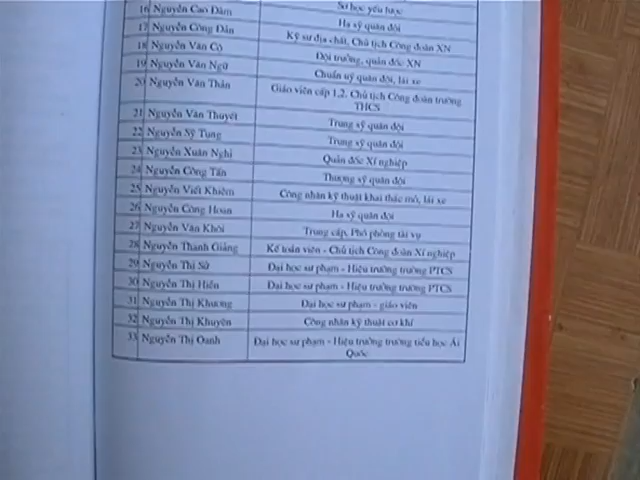 16 Nguyễn Cao Đàm Sơ học yếu lược
17 Nguyễn Công Dần Hạ sỹ quân đội
18 Nguyễn Văn Cộ Kỹ sư địa chất, Chủ tịch Công đoàn XN
19 Nguyễn Văn Ngữ Đội trưởng, quản đốc XN
20 Nguyễn Văn Thân Chuẩn uý quân đội, lái xe
Giáo viên cấp 1,2. Chủ tịch Công đoàn trường
THCS
21 Nguyễn Văn Thuyết Trung sỹ quân đội
22 Nguyễn Sỹ Tung Trung sỹ quân đội
23 Nguyễn Xuân Nghi Quản đốc Xí nghiệp
24 Nguyễn Công Tấn Thượng sỹ quân đội
25 Nguyễn Viết Khiệm Công nhân kỹ thuật khai thác mỏ, lái xe
26 Nguyễn Công Hoan Hạ sỹ quân đội
27 Nguyễn Văn Khôi Trung cấp, Phó phòng tài vụ
28 Nguyễn Thanh Giảng Kế toán viên - Chủ tịch Công đoàn Xí nghiệp
29 Nguyễn Thị Sử Đại học sư phạm - Hiệu trưởng trường PTCS
30 Nguyễn Thị Hiền Đại học sư phạm - Hiệu trưởng trường PTCS
31 Nguyễn Thị Khương Đại học sư phạm - giáo viên
32 Nguyễn Thị Khuyên Công nhân kỹ thuật cơ khí
33 Nguyễn Thị Oanh Đại học sư phạm - Hiệu trưởng trường tiểu học Ái
Quốc